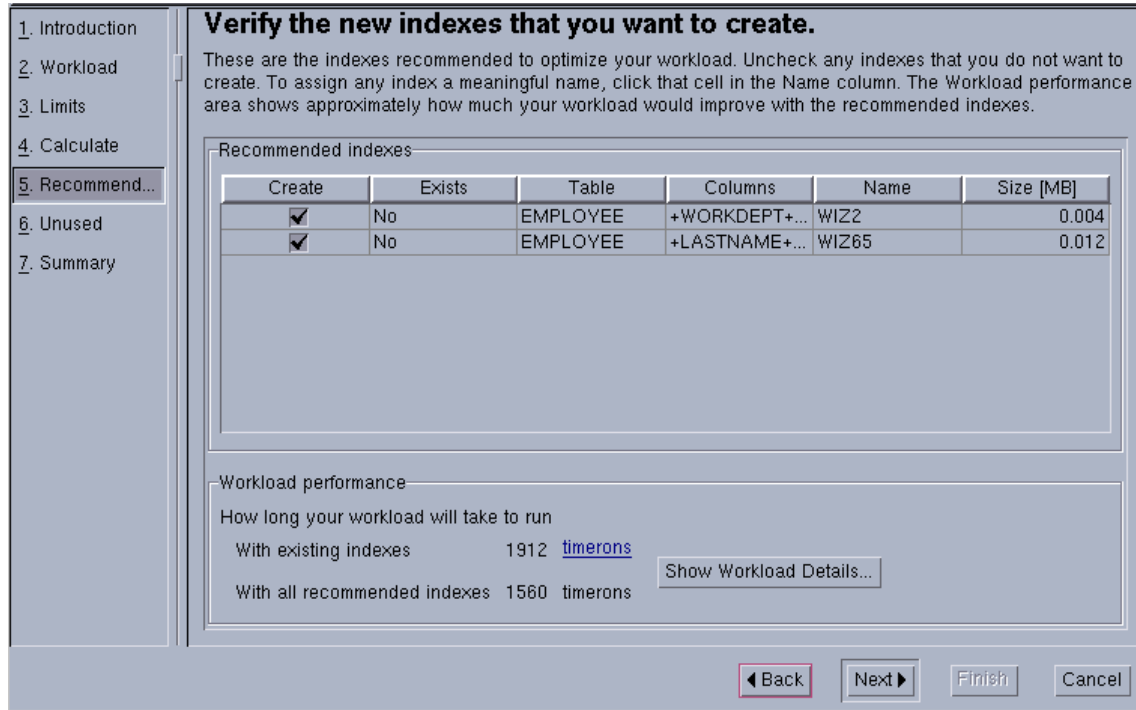 1. Introduction
2. Workload
3. Limits
4. Calculate
5. Recommend...
6. Unused
7. Summary
Verify the new indexes that you want to create.
These are the indexes recommended to optimize your workload. Uncheck any indexes that you do not want to
create. To assign any index a meaningful name, click that cell in the Name column. The Workload performance
area shows approximately how much your workload would improve with the recommended indexes.
Recommended indexes
Create Exists Table Columns Name Size [MB]
No EMPLOYEE +WORKDEPT+... WIZ2 0.004
No EMPLOYEE +LASTNAME+... WIZ65 0.012
Workload performance
How long your workload will take to run
With existing indexes 1912 timerons
Show Workload Details...
With all recommended indexes 1560 timerons
Back Next Finish Cancel